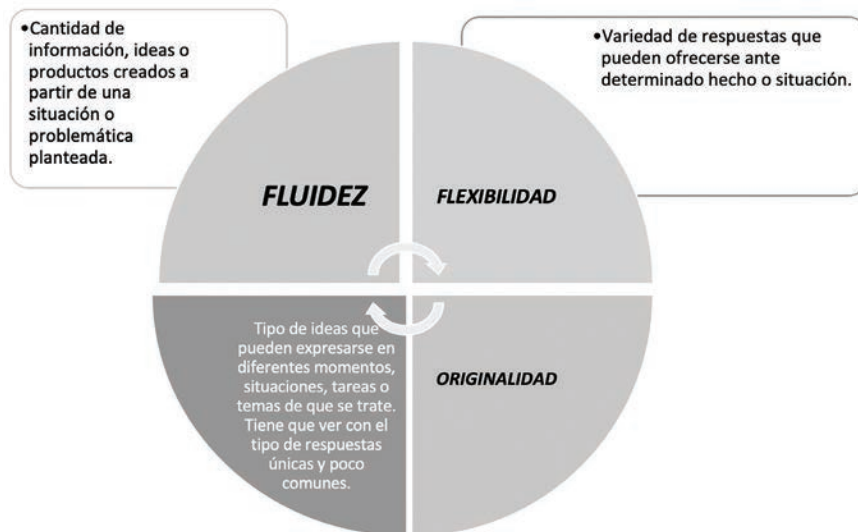 •Cantidad de
información, ideas o
productos creados a
partir de una
situación o
problemática
planteada.
•Variedad de respuestas que
pueden ofrecerse ante
determinado hecho o situación.
FLUIDEZ
FLEXIBILIDAD
Tipo de ideas que
pueden expresarse en
diferentes momentos,
situaciones, tareas o
temas de que se trate.
Tiene que ver con el
tipo de respuestas
únicas y poco
comunes.
ORIGINALIDAD